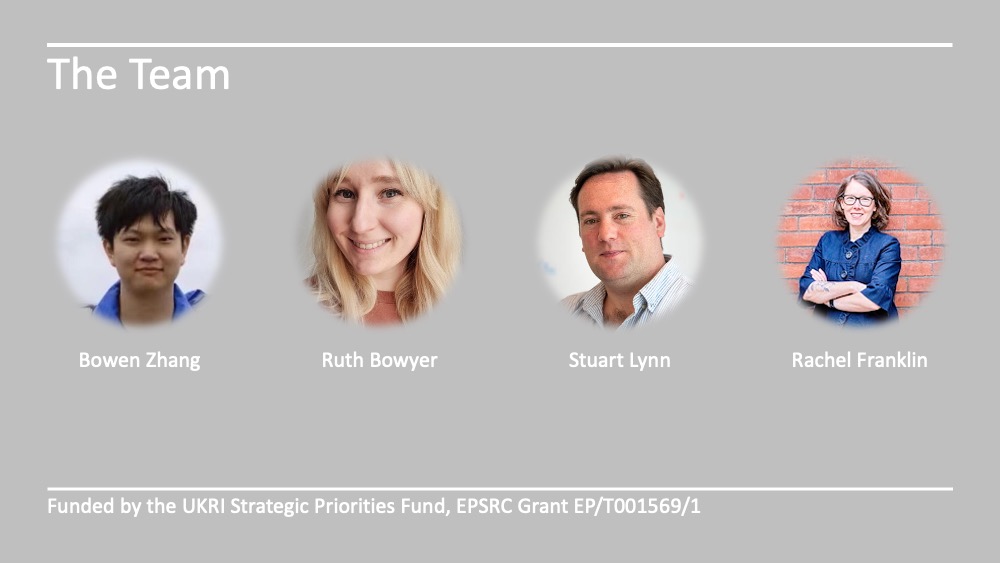 The Team
Bowen Zhang
Ruth Bowyer
Stuart Lynn
Rachel Franklin
Funded by the UKRI Strategic Priorities Fund, EPSRC Grant EP/T001569/1